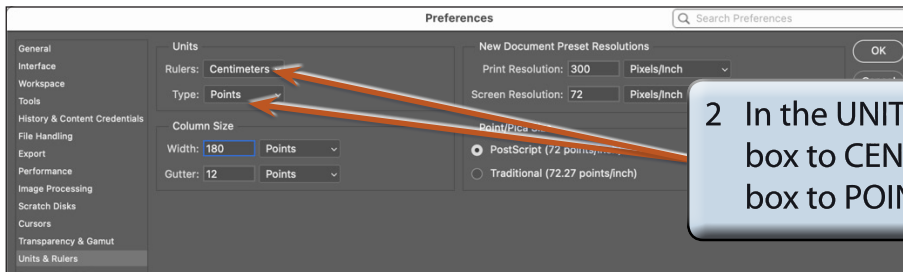 Preferences
Search Preferences
General
Interface
Workspace
Tools
History & Content Credentials
File Handling
Export
Performance
Image Processing
Scratch Disks
Cursors
Transparency & Gamut
Units & Rulers
Units
Rulers: Centimeters
Type: Points
Column Size
Width: 180 Points
Gutter: 12 Points
New Document Preset Resolutions
Print Resolution: 300 Pixels/Inch
Screen Resolution: 72 Pixels/Inch
Point/Pica
PostScript (72
Traditional (72.27 points/inch)
OK
2 In the UNIT
box to CEN
box to POIN